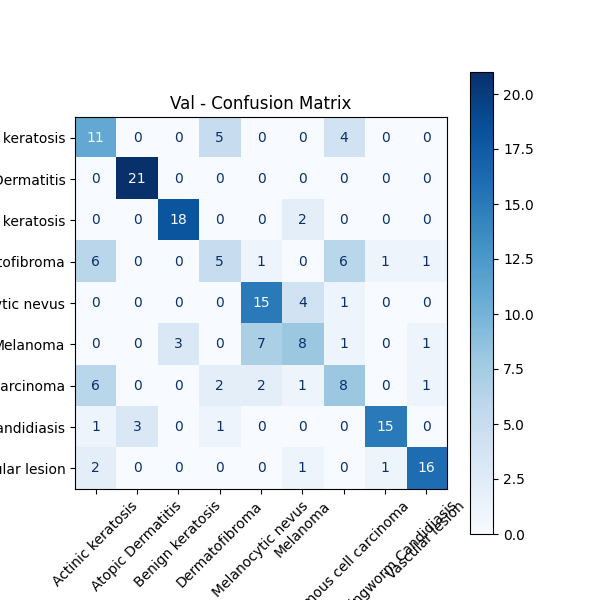 Val - Confusion Matrix
keratosis 11 0 0 5 0 0 4 0 0
Dermatitis 0 21 0 0 0 0 0 0 0
keratosis 0 0 18 0 0 2 0 0 0
tofibroma 6 0 0 5 1 0 6 1 1
ytic nevus 0 0 0 0 15 4 1 0 0
Melanoma 0 0 3 0 7 8 1 0 1
arcinoma 6 0 0 2 2 1 8 0 1
andidiasis 1 3 0 1 0 0 0 15 0
ular lesion 2 0 0 0 0 1 0 1 16
Actinic keratosis
Atopic Dermatitis
Benign keratosis
Dermatofibroma
Melanocytic nevus
Melanoma
mous cell carcinoma
ngworm Candidiasis
Vascular lesion
20.0
17.5
15.0
12.5
10.0
7.5
5.0
2.5
0.0